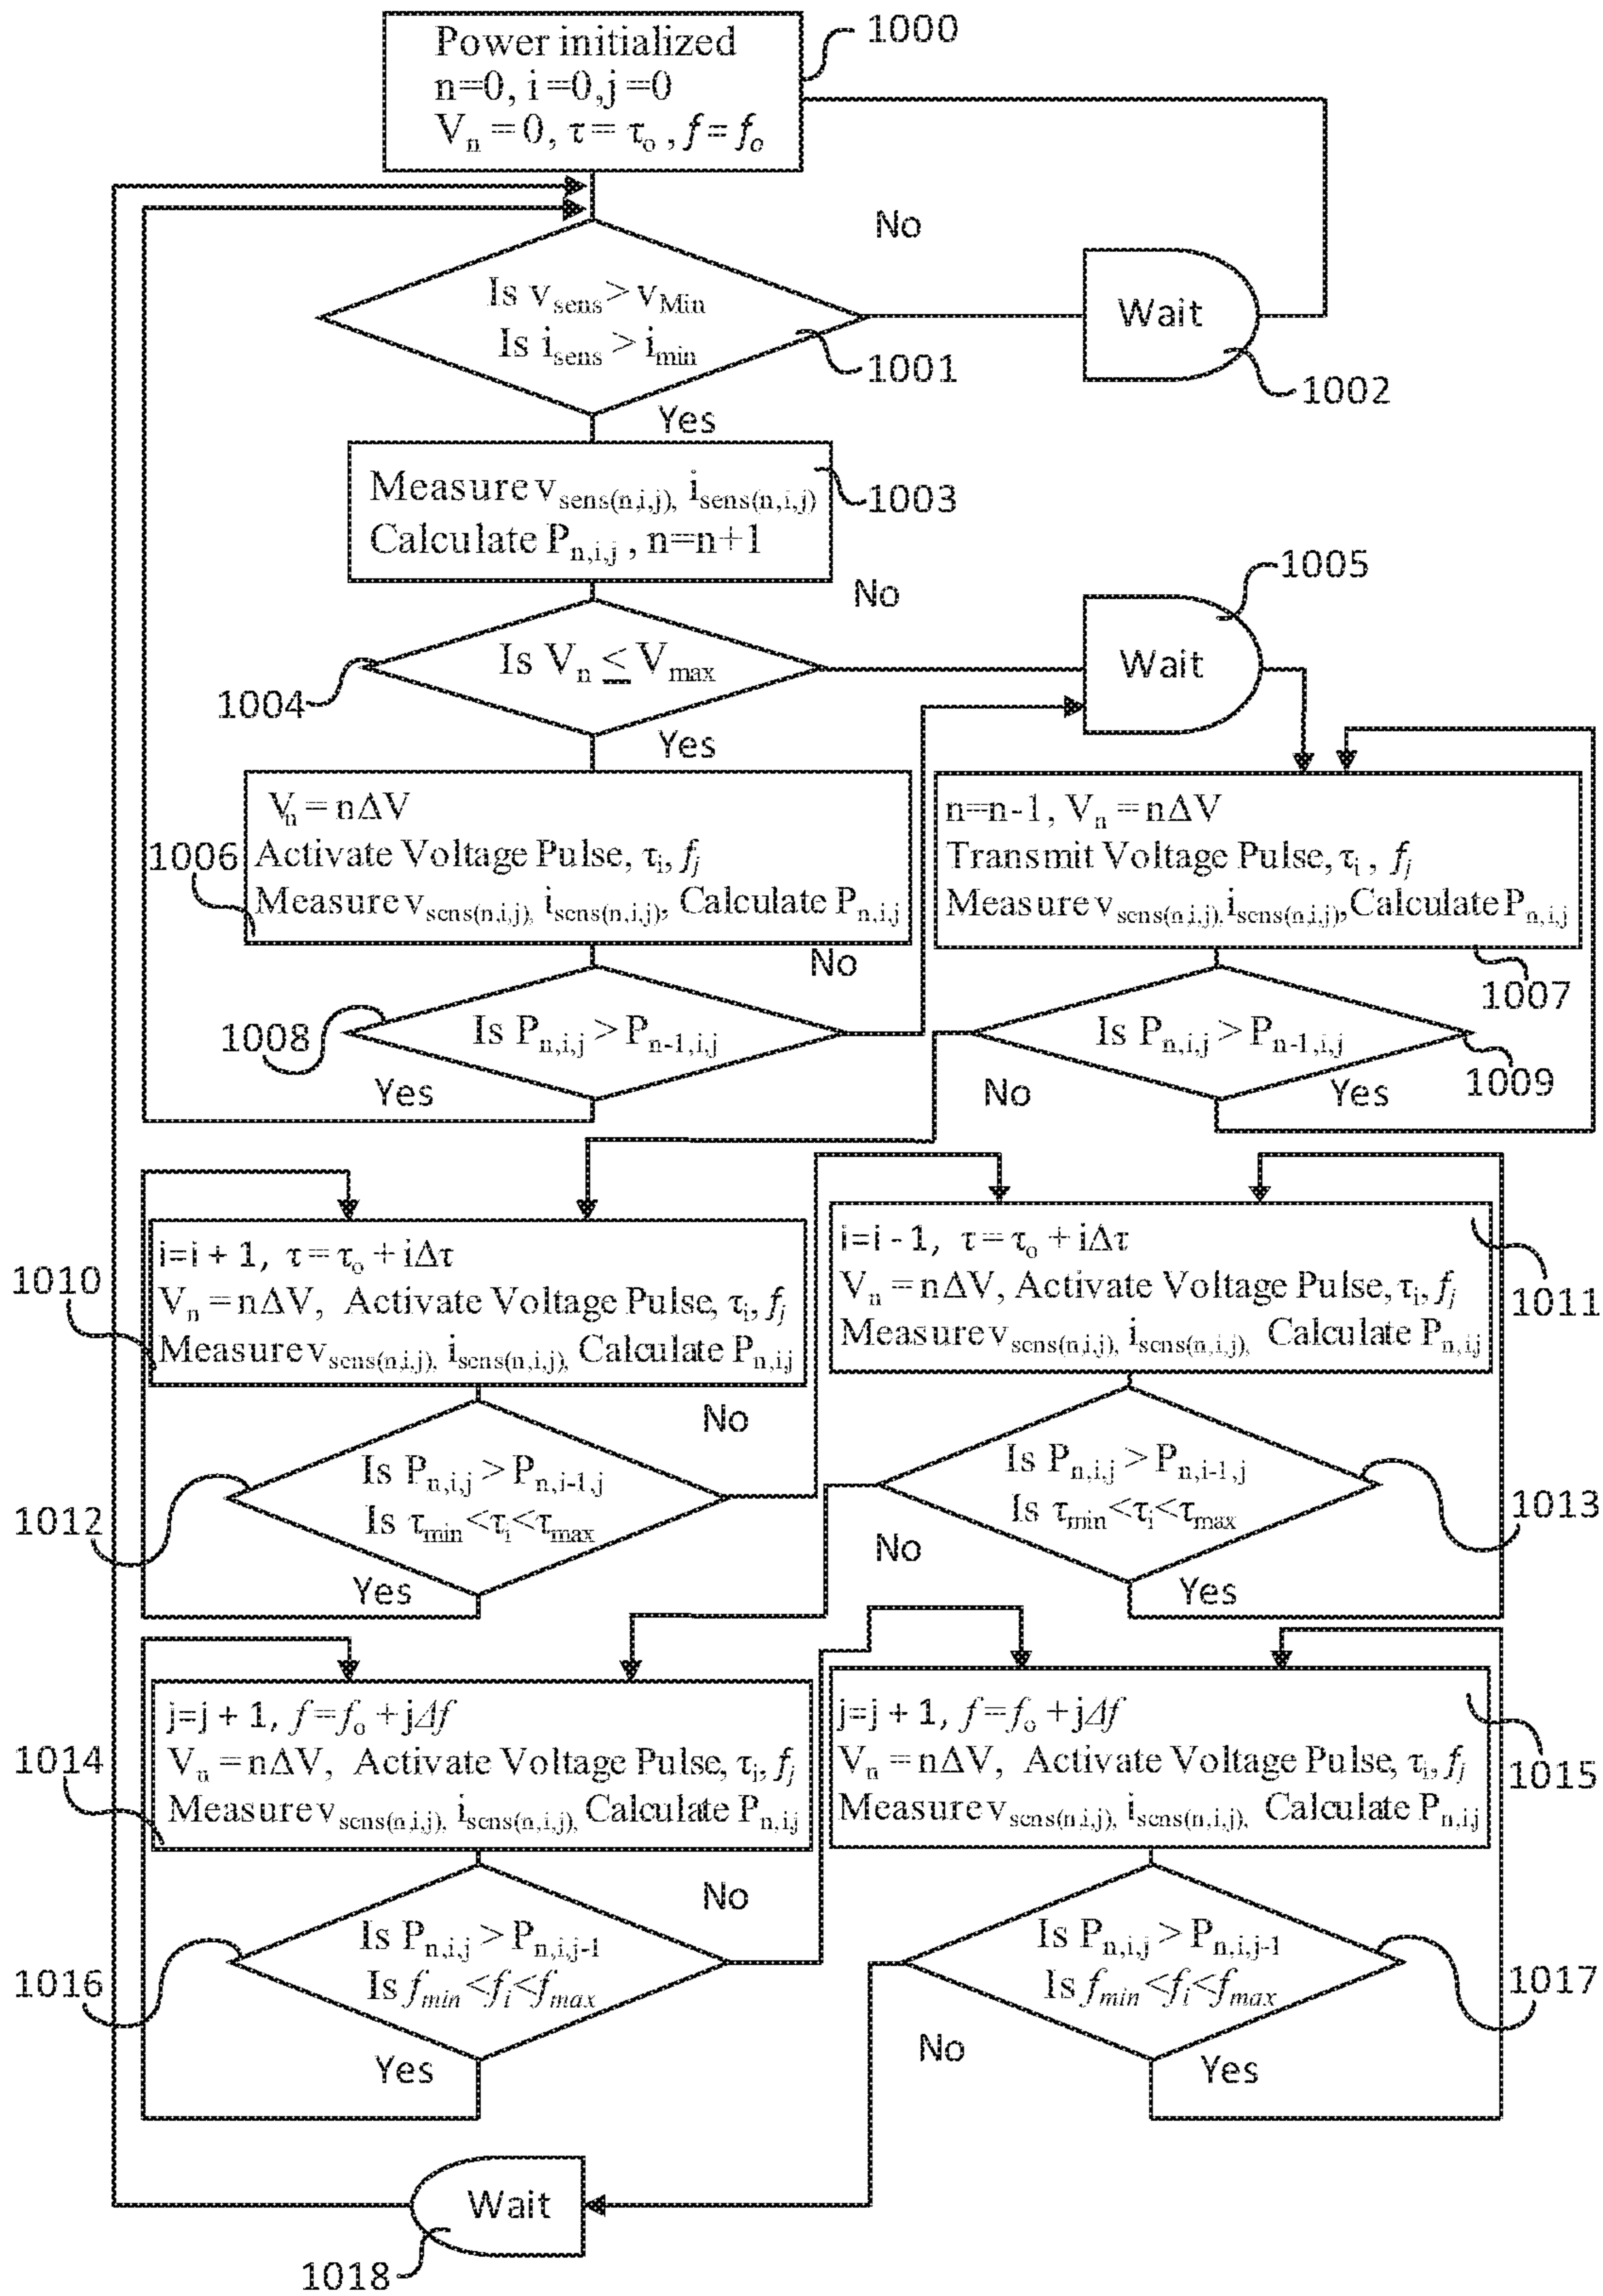 Power initialized
n=0, i =0,j =0
Vn = 0, τ = τo , f = fo
1000
No
Is vsens > vMin
Is isens > imin
1001
Wait
1002
Yes
Measure vsens(n,i,j), isens(n,i,j)
Calculate Pn,i,j , n=n+1
1003
No
Is Vn ≤ Vmax
1004
Wait
1005
Yes
Vn = nΔV
Activate Voltage Pulse, τi, fj
Measure vsens(n,i,j), isens(n,i,j), Calculate Pn,i,j
1006
n=n-1, Vn = nΔV
Transmit Voltage Pulse, τi , fj
Measure vsens(n,i,j), isens(n,i,j), Calculate Pn,i,j
1007
No
Is Pn,i,j > Pn-1,i,j
1008
Yes
Is Pn,i,j > Pn-1,i,j
1009
No
Yes
i=i + 1, τ = τo + iΔτ
Vn = nΔV, Activate Voltage Pulse, τi, fj
Measure vsens(n,i,j), isens(n,i,j), Calculate Pn,i,j
1010
i=i - 1, τ = τo + iΔτ
Vn = nΔV, Activate Voltage Pulse, τi, fj
Measure vsens(n,i,j), isens(n,i,j), Calculate Pn,i,j
1011
No
Is Pn,i,j > Pn,i-1,j
Is τmin<τi<τmax
1012
Yes
Is Pn,i,j > Pn,i-1,j
Is τmin<τi<τmax
1013
No
Yes
j=j + 1, f = fo + jΔf
Vn = nΔV, Activate Voltage Pulse, τi, fj
Measure vsens(n,i,j), isens(n,i,j), Calculate Pn,i,j
1014
j=j + 1, f = fo + jΔf
Vn = nΔV, Activate Voltage Pulse, τi, fj
Measure vsens(n,i,j), isens(n,i,j), Calculate Pn,i,j
1015
No
Is Pn,i,j > Pn,i,j-1
Is fmin <fi<fmax
1016
Yes
Is Pn,i,j > Pn,i,j-1
Is fmin <fi<fmax
1017
No
Yes
Wait
1018